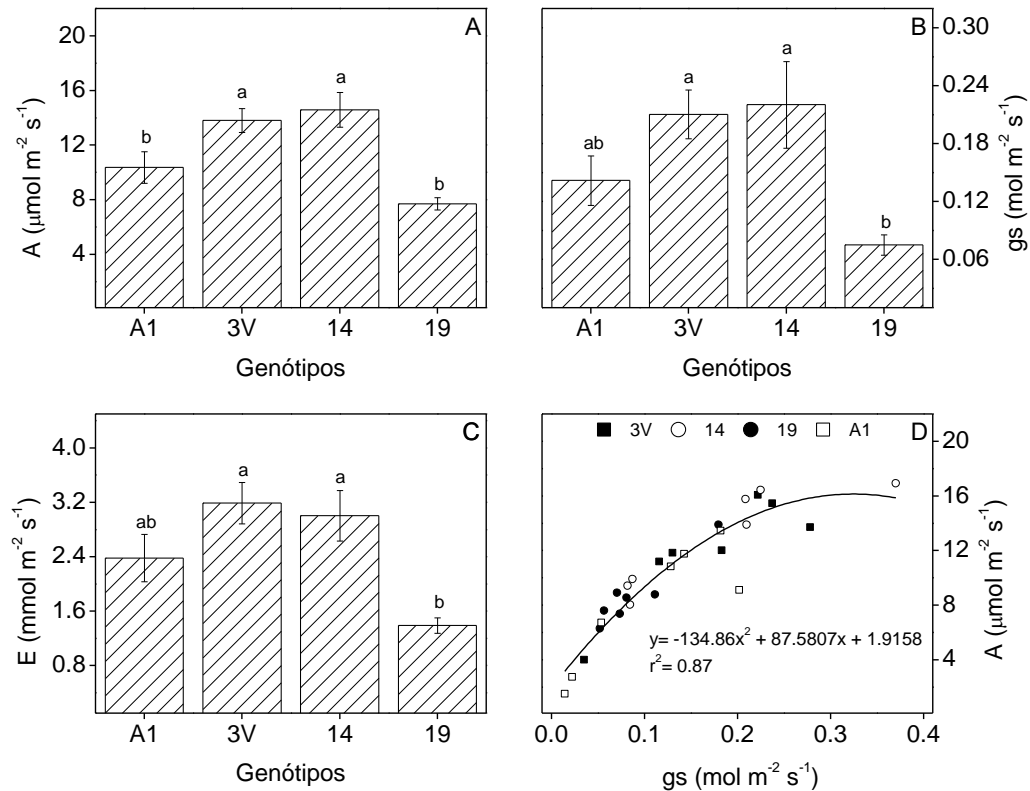 A
20
16
12
8
4
A (μmol m⁻² s⁻¹)
b
a
a
b
A1 3V 14 19
Genótipos
B
0.30
0.24
0.18
0.12
0.06
gs (mol m⁻² s⁻¹)
ab
a
a
b
A1 3V 14 19
Genótipos
C
4.0
3.2
2.4
1.6
0.8
E (mmol m⁻² s⁻¹)
ab
a
a
b
A1 3V 14 19
Genótipos
D
3V 14 19 A1
20
16
12
8
4
A (μmol m⁻² s⁻¹)
y= -134.86x² + 87.5807x + 1.9158
r²= 0.87
0.0 0.1 0.2 0.3 0.4
gs (mol m⁻² s⁻¹)